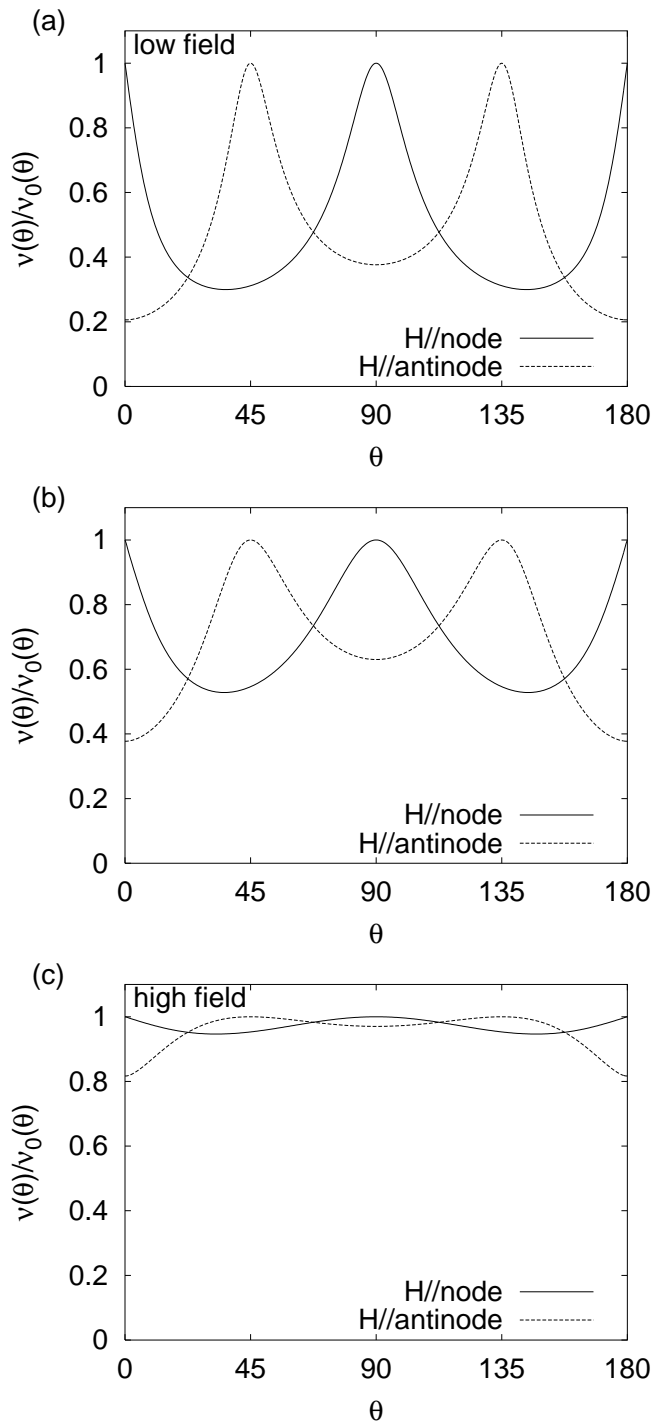 (a)
low field
1
0.8
0.6
0.4
0.2
0
ν(θ)/ν0(θ)
H//node
H//antinode
0 45 90 135 180
θ
(b)
1
0.8
0.6
0.4
0.2
0
ν(θ)/ν0(θ)
H//node
H//antinode
0 45 90 135 180
θ
(c)
high field
1
0.8
0.6
0.4
0.2
0
ν(θ)/ν0(θ)
H//node
H//antinode
0 45 90 135 180
θ